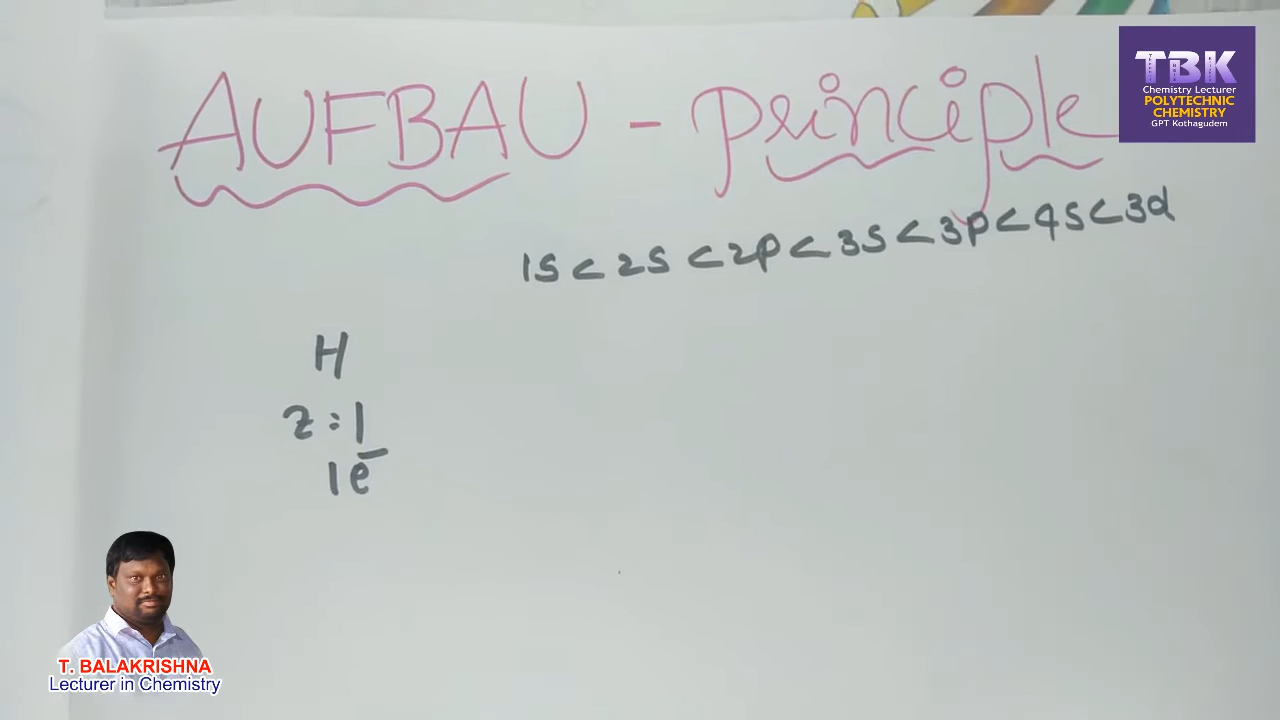 AUFBAU - principle
TBK
Chemistry Lecturer
POLYTECHNIC
CHEMISTRY
GPT Kothagudem
1s < 2s < 2p < 3s < 3p < 4s < 3d
H
z : 1
1e⁻
T. BALAKRISHNA
Lecturer in Chemistry